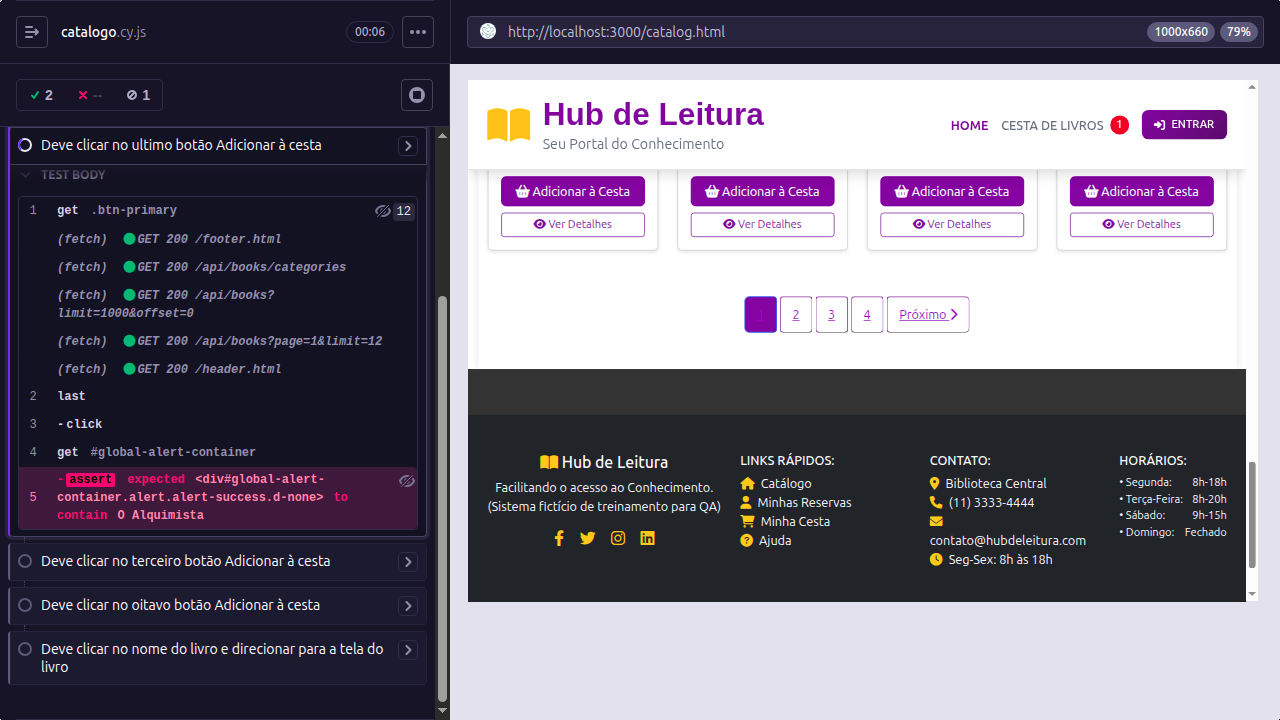 catalogo.cy.js
00:06
http://localhost:3000/catalog.html
1000x660
79%
2
--
1
Deve clicar no ultimo botão Adicionar à cesta
TEST BODY
1 get .btn-primary 12
(fetch) GET 200 /footer.html
(fetch) GET 200 /api/books/categories
(fetch) GET 200 /api/books?
limit=1000&offset=0
(fetch) GET 200 /api/books?page=1&limit=12
(fetch) GET 200 /header.html
2 last
3 -click
4 get #global-alert-container
-assert expected <div#global-alert-
5 container.alert.alert-success.d-none> to
contain O Alquimista
Deve clicar no terceiro botão Adicionar à cesta
Deve clicar no oitavo botão Adicionar à cesta
Deve clicar no nome do livro e direcionar para a tela do
livro
Hub de Leitura
Seu Portal do Conhecimento
HOME
CESTA DE LIVROS 1
ENTRAR
Adicionar à Cesta
Adicionar à Cesta
Adicionar à Cesta
Adicionar à Cesta
Ver Detalhes
Ver Detalhes
Ver Detalhes
Ver Detalhes
1
2
3
4
Próximo
Hub de Leitura
Facilitando o acesso ao Conhecimento.
(Sistema fictício de treinamento para QA)
LINKS RÁPIDOS:
Catálogo
Minhas Reservas
Minha Cesta
Ajuda
CONTATO:
Biblioteca Central
(11) 3333-4444
contato@hubdeleitura.com
Seg-Sex: 8h às 18h
HORÁRIOS:
• Segunda: 8h-18h
• Terça-Feira: 8h-20h
• Sábado: 9h-15h
• Domingo: Fechado